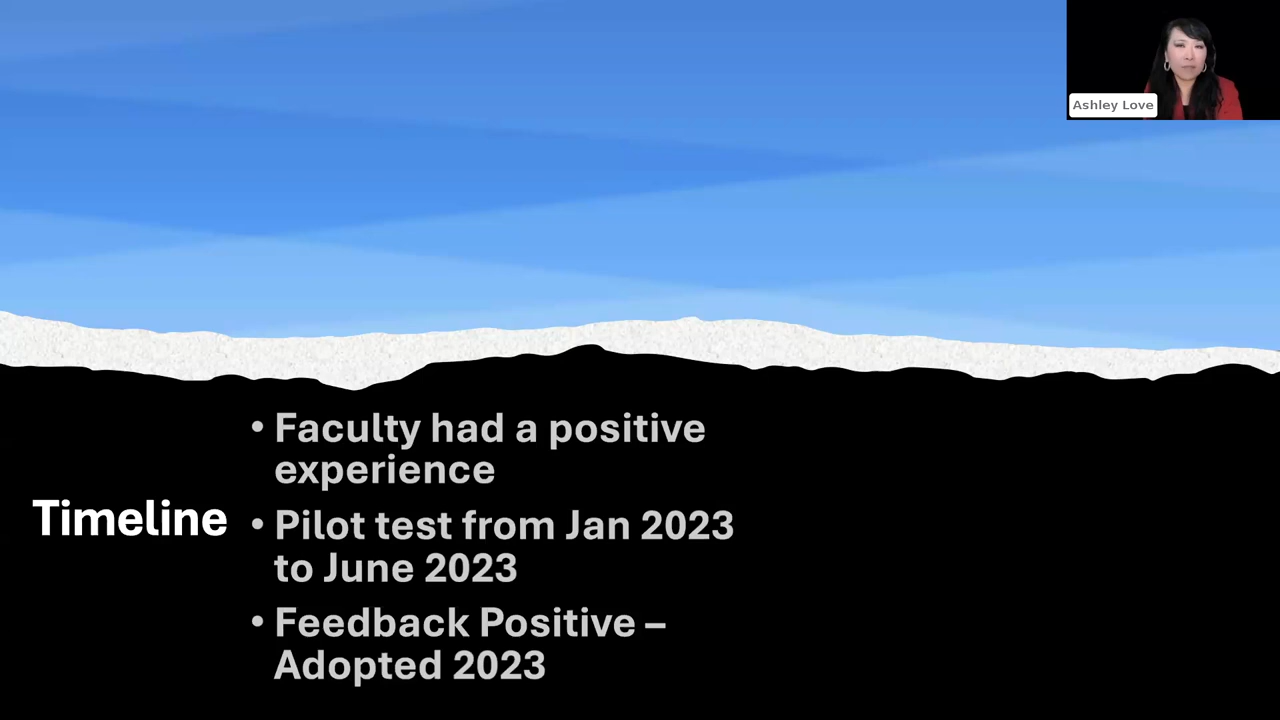 Ashley Love
Timeline
• Faculty had a positive
experience
• Pilot test from Jan 2023
to June 2023
• Feedback Positive –
Adopted 2023